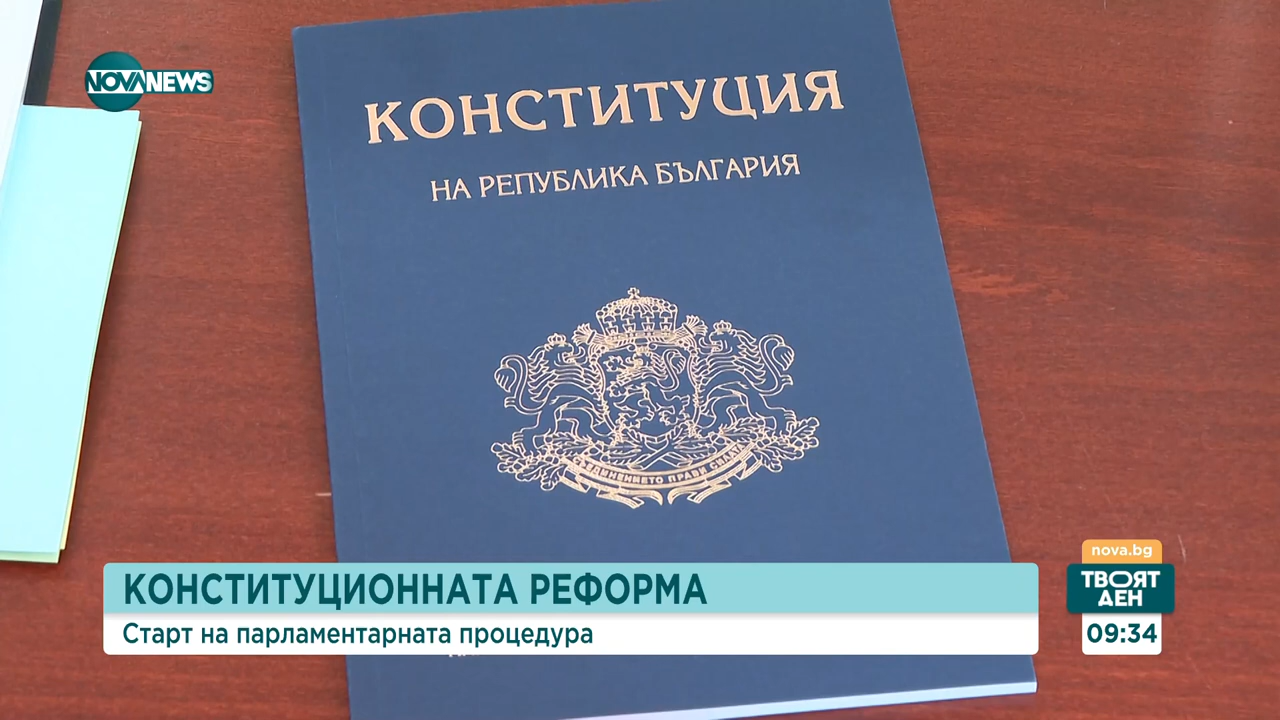 NOVA NEWS
КОНСТИТУЦИЯ
НА РЕПУБЛИКА БЪЛГАРИЯ
СЪЕДИНЕНИЕТО ПРАВИ СИЛАТА
КОНСТИТУЦИОННАТА РЕФОРМА
Старт на парламентарната процедура
nova.bg
ТВОЯТ
ДЕН
09:34